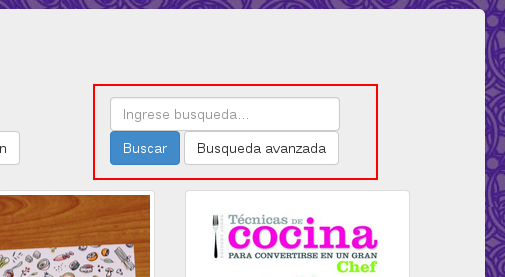 Ingrese busqueda...
n
Buscar
Busqueda avanzada
Técnicas DE
cocina
PARA CONVERTIRSE EN UN GRAN
Chef